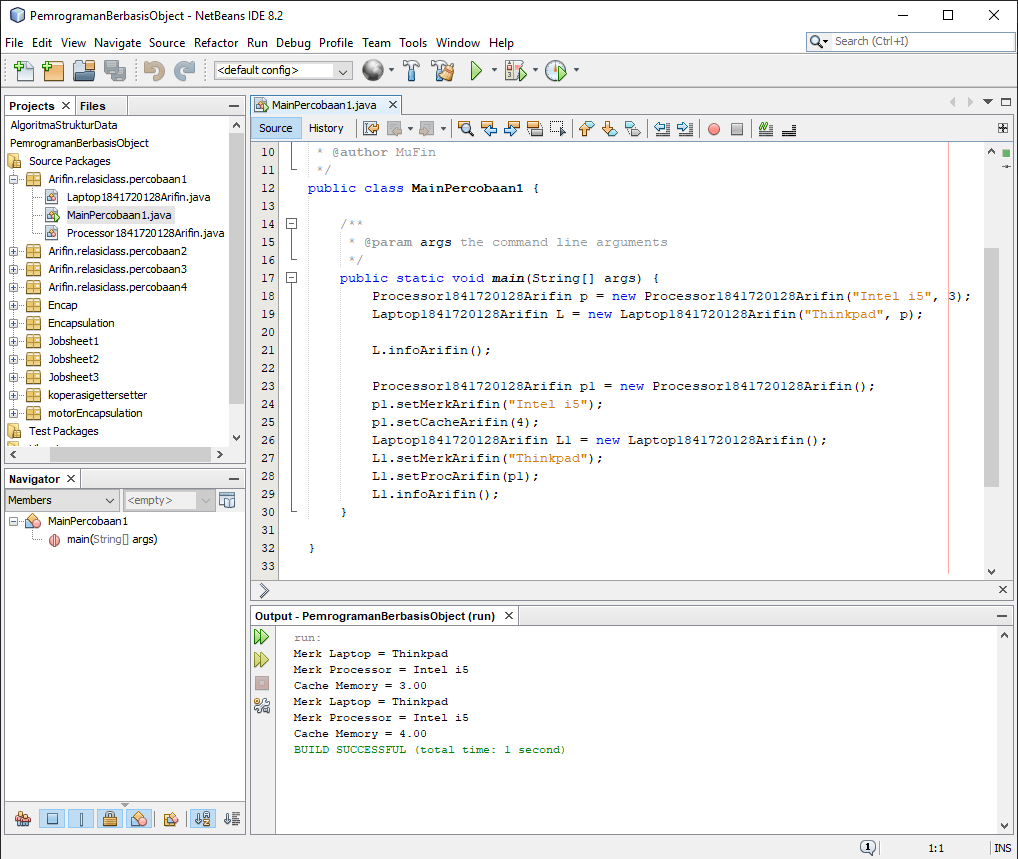 PemrogramanBerbasisObject - NetBeans IDE 8.2
File Edit View Navigate Source Refactor Run Debug Profile Team Tools Window Help
Search (Ctrl+I)
<default config>
Projects
Files
AlgoritmaStrukturData
PemrogramanBerbasisObject
Source Packages
Arifin.relasiclass.percobaan1
Laptop1841720128Arifin.java
MainPercobaan1.java
Processor1841720128Arifin.java
Arifin.relasiclass.percobaan2
Arifin.relasiclass.percobaan3
Arifin.relasiclass.percobaan4
Encap
Encapsulation
Jobsheet1
Jobsheet2
Jobsheet3
koperasigettersetter
motorEncapsulation
Test Packages
Navigator
Members
<empty>
MainPercobaan1
main(String[] args)
MainPercobaan1.java
Source
History
10 * @author MuFin
11 */
12 public class MainPercobaan1 {
13
14 /**
15 * @param args the command line arguments
16 */
17 public static void main(String[] args) {
18 Processor1841720128Arifin p = new Processor1841720128Arifin("Intel i5", 3);
19 Laptop1841720128Arifin L = new Laptop1841720128Arifin("Thinkpad", p);
20
21 L.infoArifin();
22
23 Processor1841720128Arifin p1 = new Processor1841720128Arifin();
24 p1.setMerkArifin("Intel i5");
25 p1.setCacheArifin(4);
26 Laptop1841720128Arifin L1 = new Laptop1841720128Arifin();
27 L1.setMerkArifin("Thinkpad");
28 L1.setProcArifin(p1);
29 L1.infoArifin();
30 }
31
32 }
33
Output - PemrogramanBerbasisObject (run)
run:
Merk Laptop = Thinkpad
Merk Processor = Intel i5
Cache Memory = 3.00
Merk Laptop = Thinkpad
Merk Processor = Intel i5
Cache Memory = 4.00
BUILD SUCCESSFUL (total time: 1 second)
1
1:1
INS